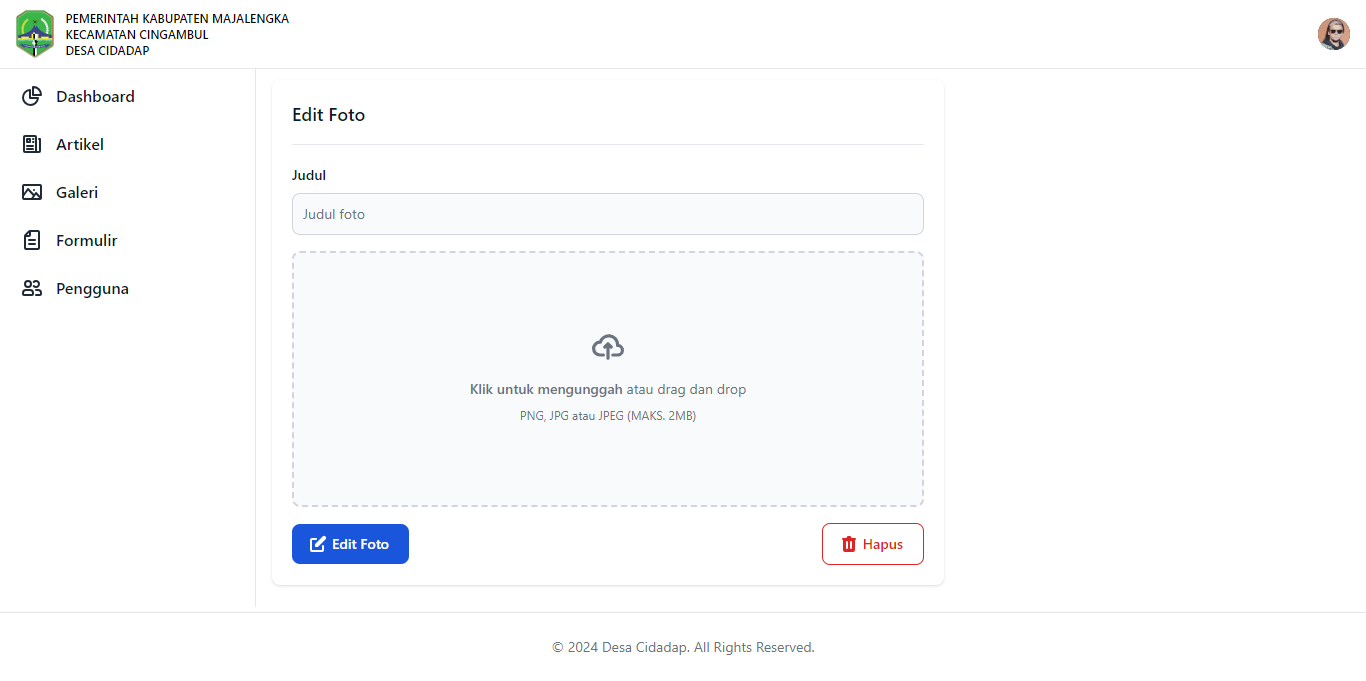 PEMERINTAH KABUPATEN MAJALENGKA
KECAMATAN CINGAMBUL
DESA CIDADAP
Dashboard
Artikel
Galeri
Formulir
Pengguna
Edit Foto
Judul
Judul foto
Klik untuk mengunggah atau drag dan drop
PNG, JPG atau JPEG (MAKS. 2MB)
Edit Foto
Hapus
© 2024 Desa Cidadap. All Rights Reserved.